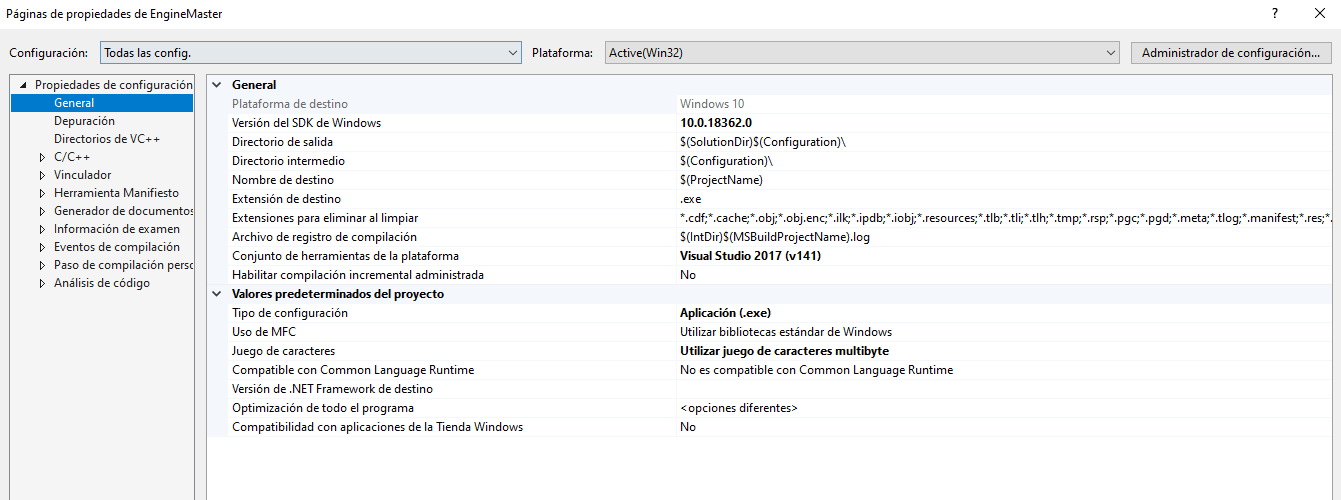 Páginas de propiedades de EngineMaster
Configuración: Todas las config. Plataforma: Active(Win32) Administrador de configuración...
Propiedades de configuración
General
Depuración
Directorios de VC++
C/C++
Vinculador
Herramienta Manifiesto
Generador de documentos
Información de examen
Eventos de compilación
Paso de compilación perso
Análisis de código
General
Plataforma de destino Windows 10
Versión del SDK de Windows 10.0.18362.0
Directorio de salida $(SolutionDir)$(Configuration)\
Directorio intermedio $(Configuration)\
Nombre de destino $(ProjectName)
Extensión de destino .exe
Extensiones para eliminar al limpiar *.cdf;*.cache;*.obj;*.obj.enc;*.ilk;*.ipdb;*.iobj;*.resources;*.tlb;*.tli;*.tlh;*.tmp;*.rsp;*.pgc;*.pgd;*.meta;*.tlog;*.manifest;*.res;*.
Archivo de registro de compilación $(IntDir)$(MSBuildProjectName).log
Conjunto de herramientas de la plataforma Visual Studio 2017 (v141)
Habilitar compilación incremental administrada No
Valores predeterminados del proyecto
Tipo de configuración Aplicación (.exe)
Uso de MFC Utilizar bibliotecas estándar de Windows
Juego de caracteres Utilizar juego de caracteres multibyte
Compatible con Common Language Runtime No es compatible con Common Language Runtime
Versión de .NET Framework de destino
Optimización de todo el programa <opciones diferentes>
Compatibilidad con aplicaciones de la Tienda Windows No